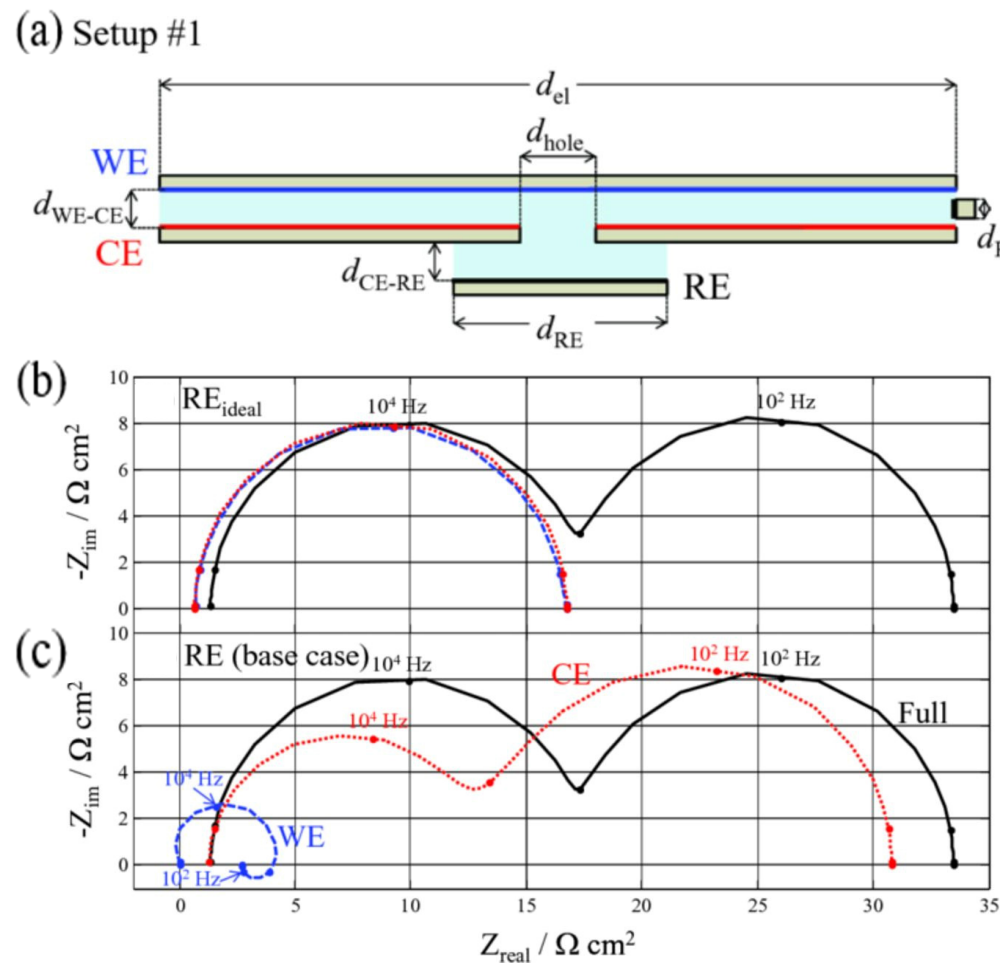 (a) Setup #1
d_el
d_hole
WE
d_WE-CE
CE
d_CE-RE
RE
d_RE
(b)
10
8
6
4
2
0
-Z_im / Ω cm²
RE_ideal
10⁴ Hz
10² Hz
(c)
10
8
6
4
2
0
-Z_im / Ω cm²
RE (base case)
10⁴ Hz
CE
10² Hz
10² Hz
10⁴ Hz
Full
10⁴ Hz
WE
10² Hz
0 5 10 15 20 25 30 35
Z_real / Ω cm²